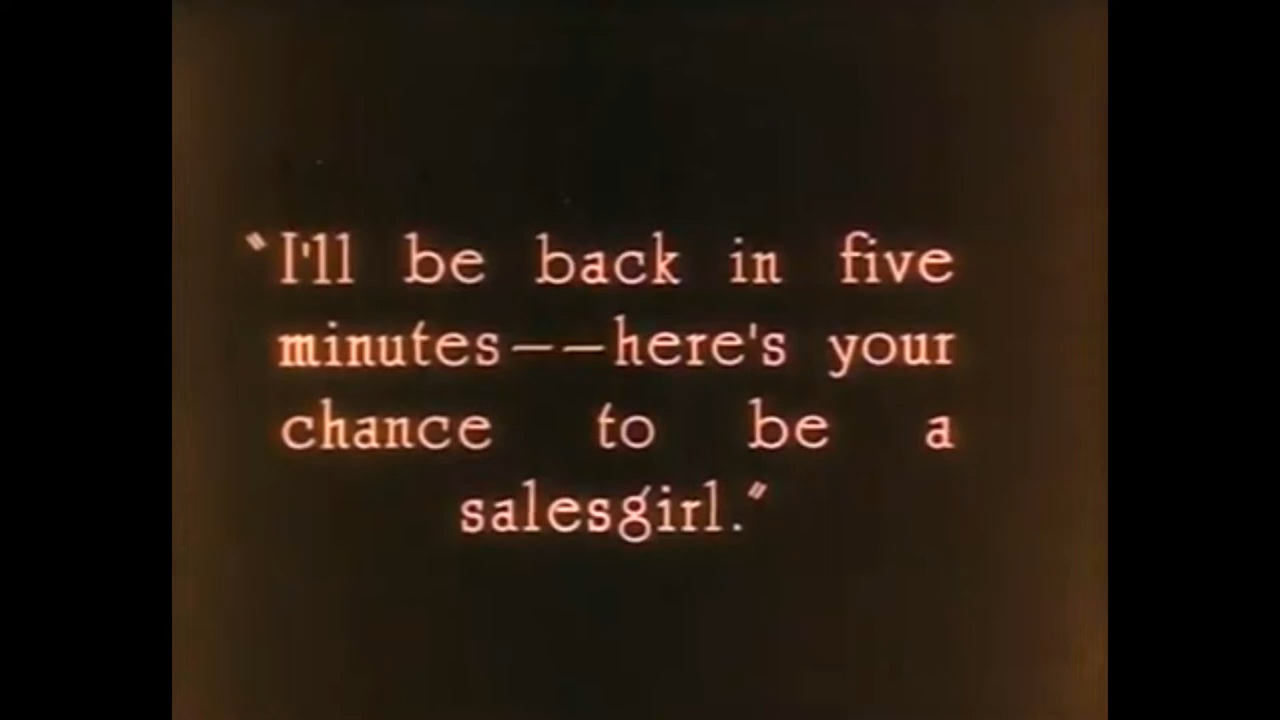 "I'll be back in five
minutes——here's your
chance to be a
salesgirl."